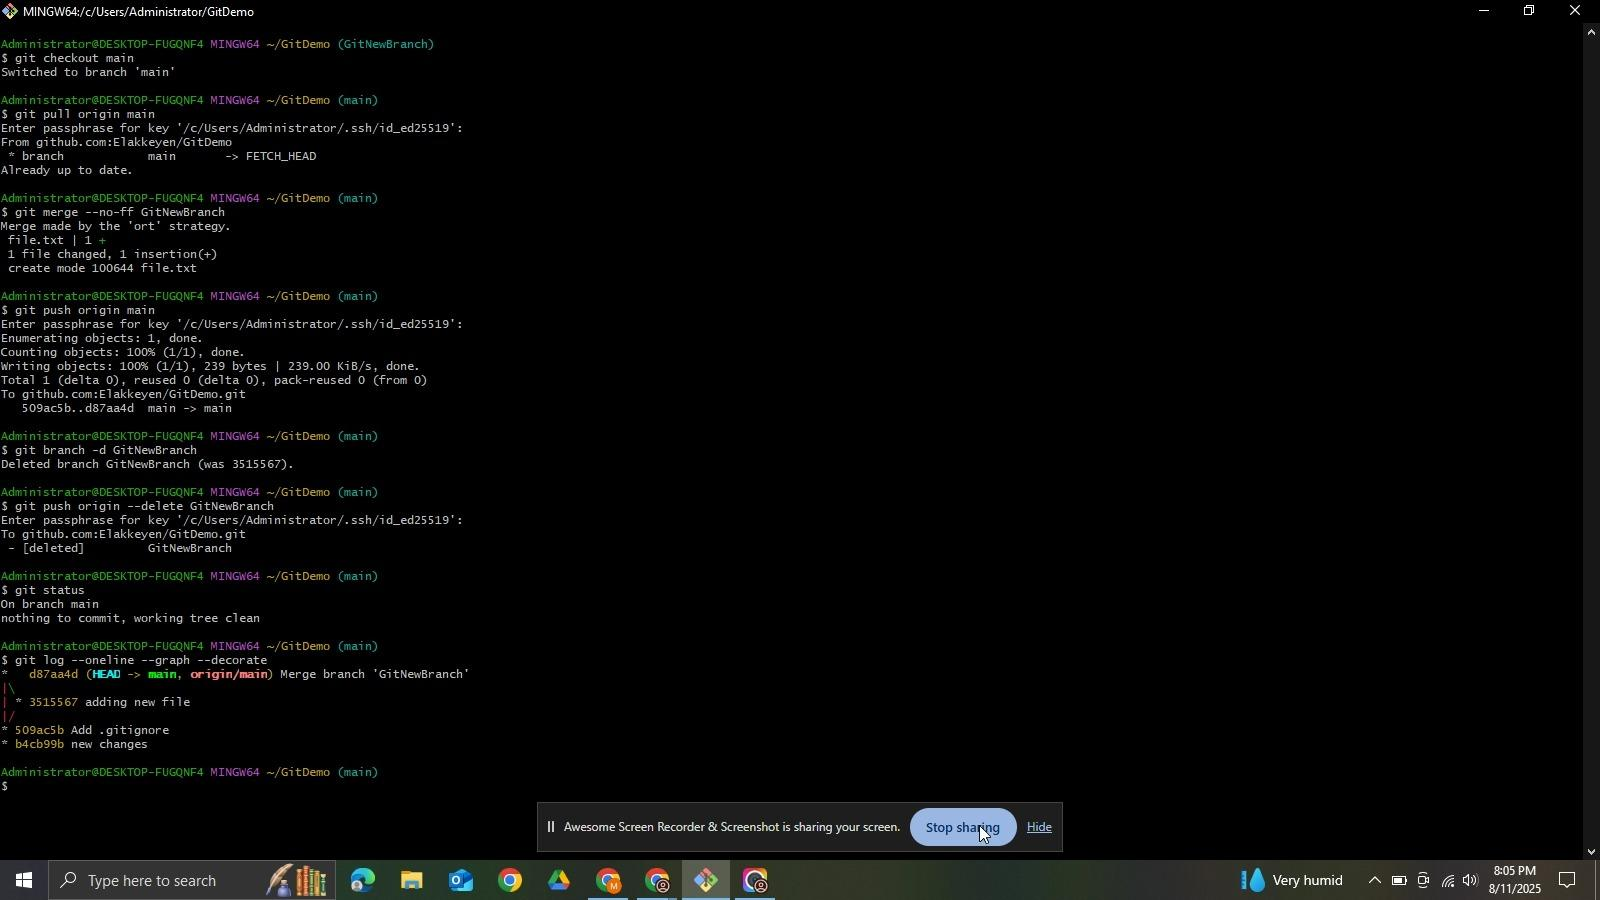 MINGW64:/c/Users/Administrator/GitDemo
Administrator@DESKTOP-FUGQNF4 MINGW64 ~/GitDemo (GitNewBranch)
$ git checkout main
Switched to branch 'main'
Administrator@DESKTOP-FUGQNF4 MINGW64 ~/GitDemo (main)
$ git pull origin main
Enter passphrase for key '/c/Users/Administrator/.ssh/id_ed25519':
From github.com:Elakkeyen/GitDemo
 * branch            main       -> FETCH_HEAD
Already up to date.
Administrator@DESKTOP-FUGQNF4 MINGW64 ~/GitDemo (main)
$ git merge --no-ff GitNewBranch
Merge made by the 'ort' strategy.
 file.txt | 1 +
 1 file changed, 1 insertion(+)
 create mode 100644 file.txt
Administrator@DESKTOP-FUGQNF4 MINGW64 ~/GitDemo (main)
$ git push origin main
Enter passphrase for key '/c/Users/Administrator/.ssh/id_ed25519':
Enumerating objects: 1, done.
Counting objects: 100% (1/1), done.
Writing objects: 100% (1/1), 239 bytes | 239.00 KiB/s, done.
Total 1 (delta 0), reused 0 (delta 0), pack-reused 0 (from 0)
To github.com:Elakkeyen/GitDemo.git
   509ac5b..d87aa4d  main -> main
Administrator@DESKTOP-FUGQNF4 MINGW64 ~/GitDemo (main)
$ git branch -d GitNewBranch
Deleted branch GitNewBranch (was 3515567).
Administrator@DESKTOP-FUGQNF4 MINGW64 ~/GitDemo (main)
$ git push origin --delete GitNewBranch
Enter passphrase for key '/c/Users/Administrator/.ssh/id_ed25519':
To github.com:Elakkeyen/GitDemo.git
 - [deleted]         GitNewBranch
Administrator@DESKTOP-FUGQNF4 MINGW64 ~/GitDemo (main)
$ git status
On branch main
nothing to commit, working tree clean
Administrator@DESKTOP-FUGQNF4 MINGW64 ~/GitDemo (main)
$ git log --oneline --graph --decorate
*   d87aa4d (HEAD -> main, origin/main) Merge branch 'GitNewBranch'
|\
| * 3515567 adding new file
|/
* 509ac5b Add .gitignore
* b4cb99b new changes
Administrator@DESKTOP-FUGQNF4 MINGW64 ~/GitDemo (main)
$
Awesome Screen Recorder & Screenshot is sharing your screen. Stop sharing Hide
Type here to search
Very humid
8:05 PM
8/11/2025